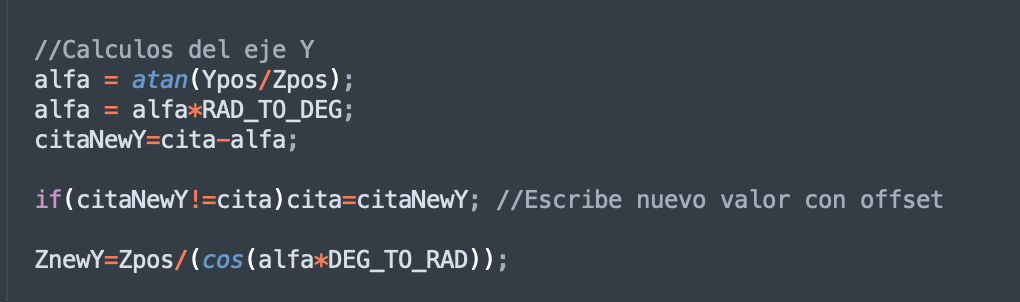 //Calculos del eje Y
alfa = atan(Ypos/Zpos);
alfa = alfa*RAD_TO_DEG;
citaNewY=cita-alfa;
if(citaNewY!=cita)cita=citaNewY; //Escribe nuevo valor con offset
ZnewY=Zpos/(cos(alfa*DEG_TO_RAD));